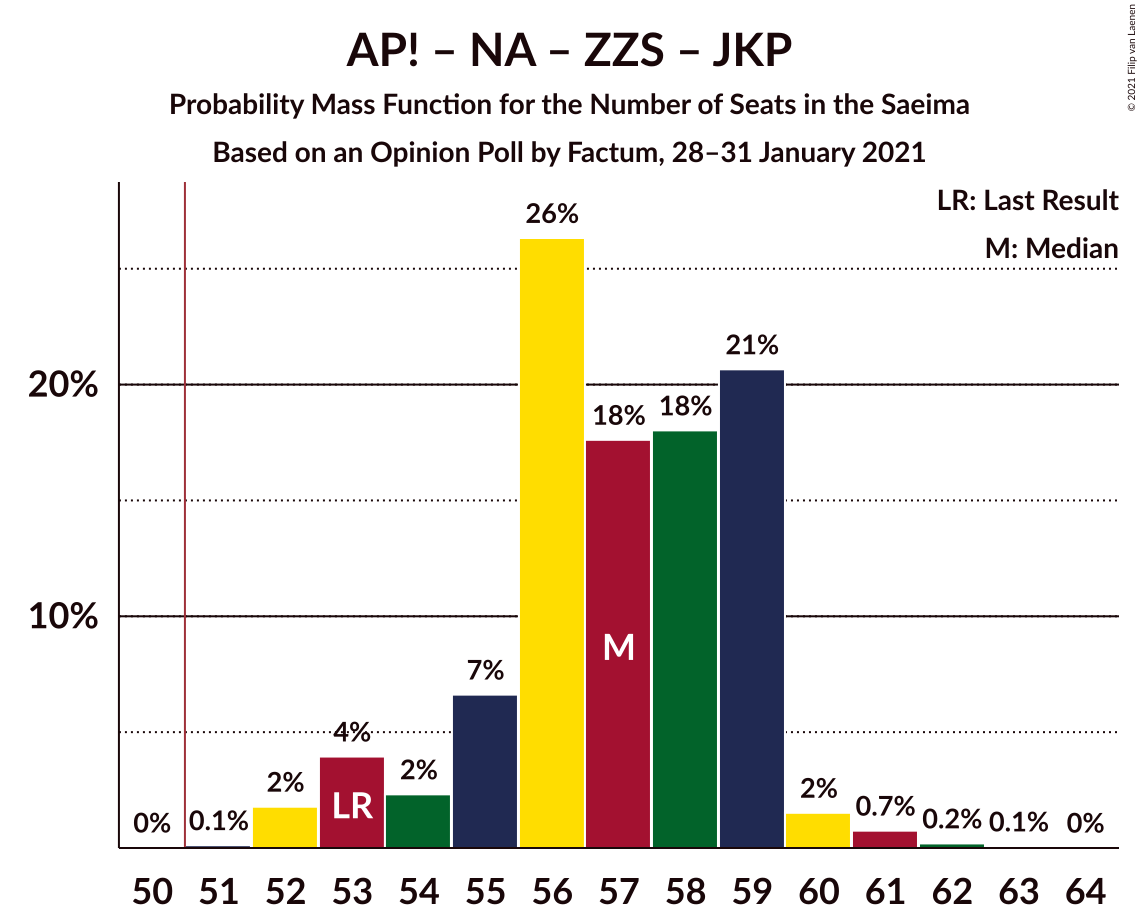 AP! – NA – ZZS – JKP
Probability Mass Function for the Number of Seats in the Saeima
Based on an Opinion Poll by Factum, 28–31 January 2021
© 2021 Filip van Laenen
LR: Last Result
M: Median
26%
21%
20%
18%
18%
10%
M
7%
4%
2%
2%
LR
0%
0.1%
2%
0.7%
0.2%
0.1%
0%
50 51 52 53 54 55 56 57 58 59 60 61 62 63 64